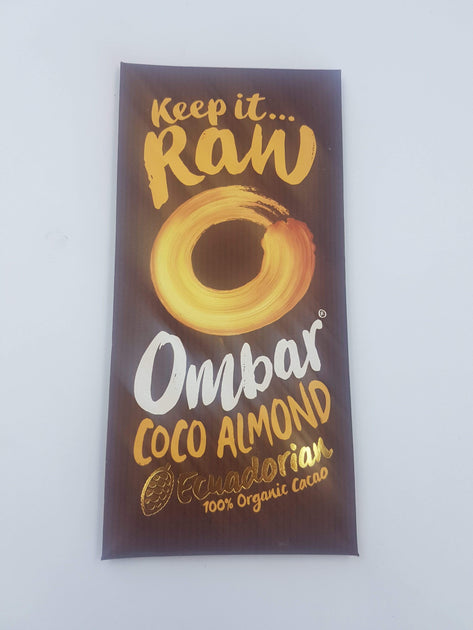 Keep it...
Raw
Ombar®
COCO ALMOND
Ecuadorian
100% Organic Cacao